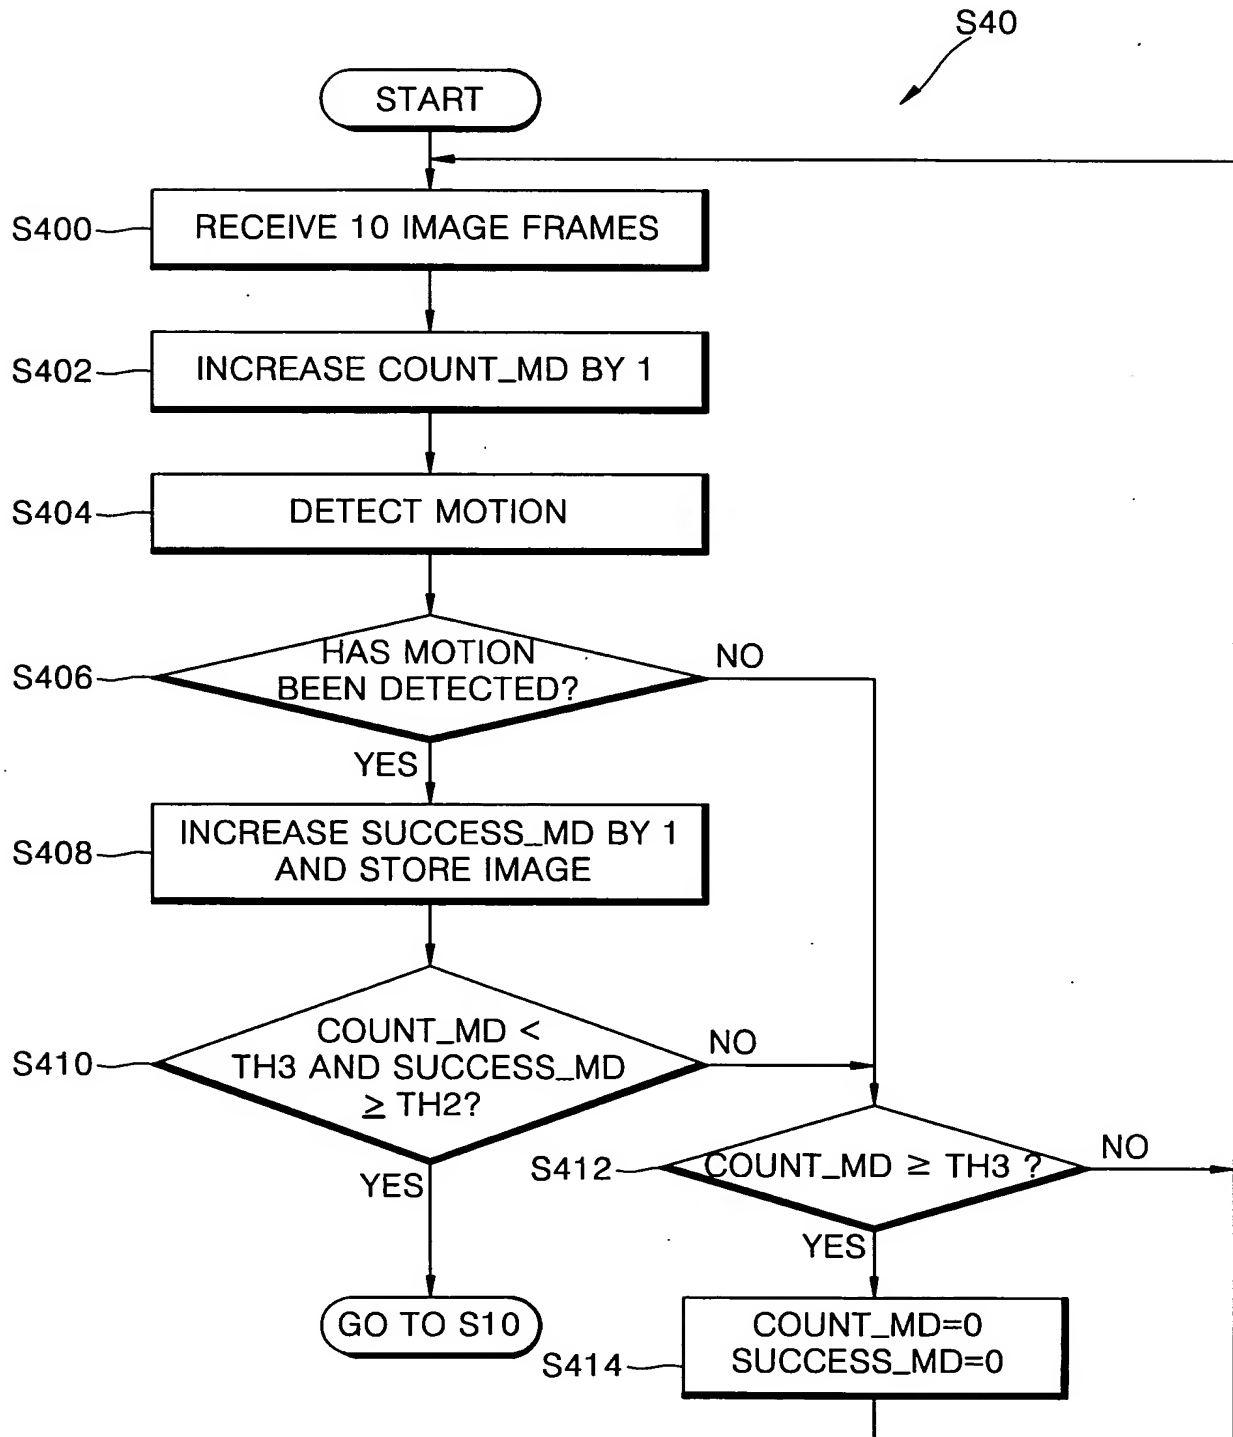 S40
START
S400
RECEIVE 10 IMAGE FRAMES
S402
INCREASE COUNT_MD BY 1
S404
DETECT MOTION
S406
HAS MOTION
BEEN DETECTED?
NO
YES
S408
INCREASE SUCCESS_MD BY 1
AND STORE IMAGE
S410
COUNT_MD <
TH3 AND SUCCESS_MD
≥ TH2?
NO
YES
S412
COUNT_MD ≥ TH3 ?
NO
YES
GO TO S10
S414
COUNT_MD=0
SUCCESS_MD=0